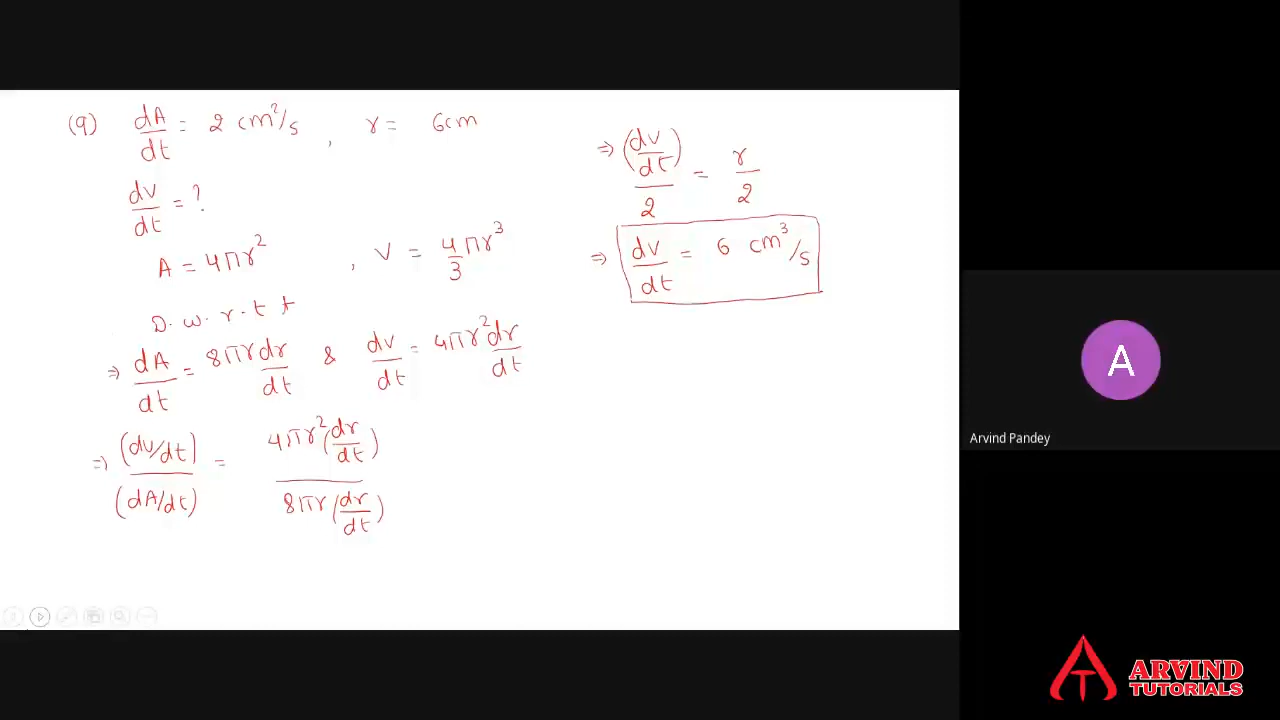 (9) dA/dt = 2 cm²/s , r = 6cm
dv/dt = ?
A = 4πr² , V = 4/3 πr³
D. w. r. t t
⇒ dA/dt = 8πr dr/dt & dv/dt = 4πr² dr/dt
⇒ (dv/dt)/(dA/dt) = 4πr² (dr/dt) / 8πr (dr/dt)
⇒ (dv/dt)/2 = r/2
⇒ dv/dt = 6 cm³/s
A
Arvind Pandey
ARVIND
TUTORIALS